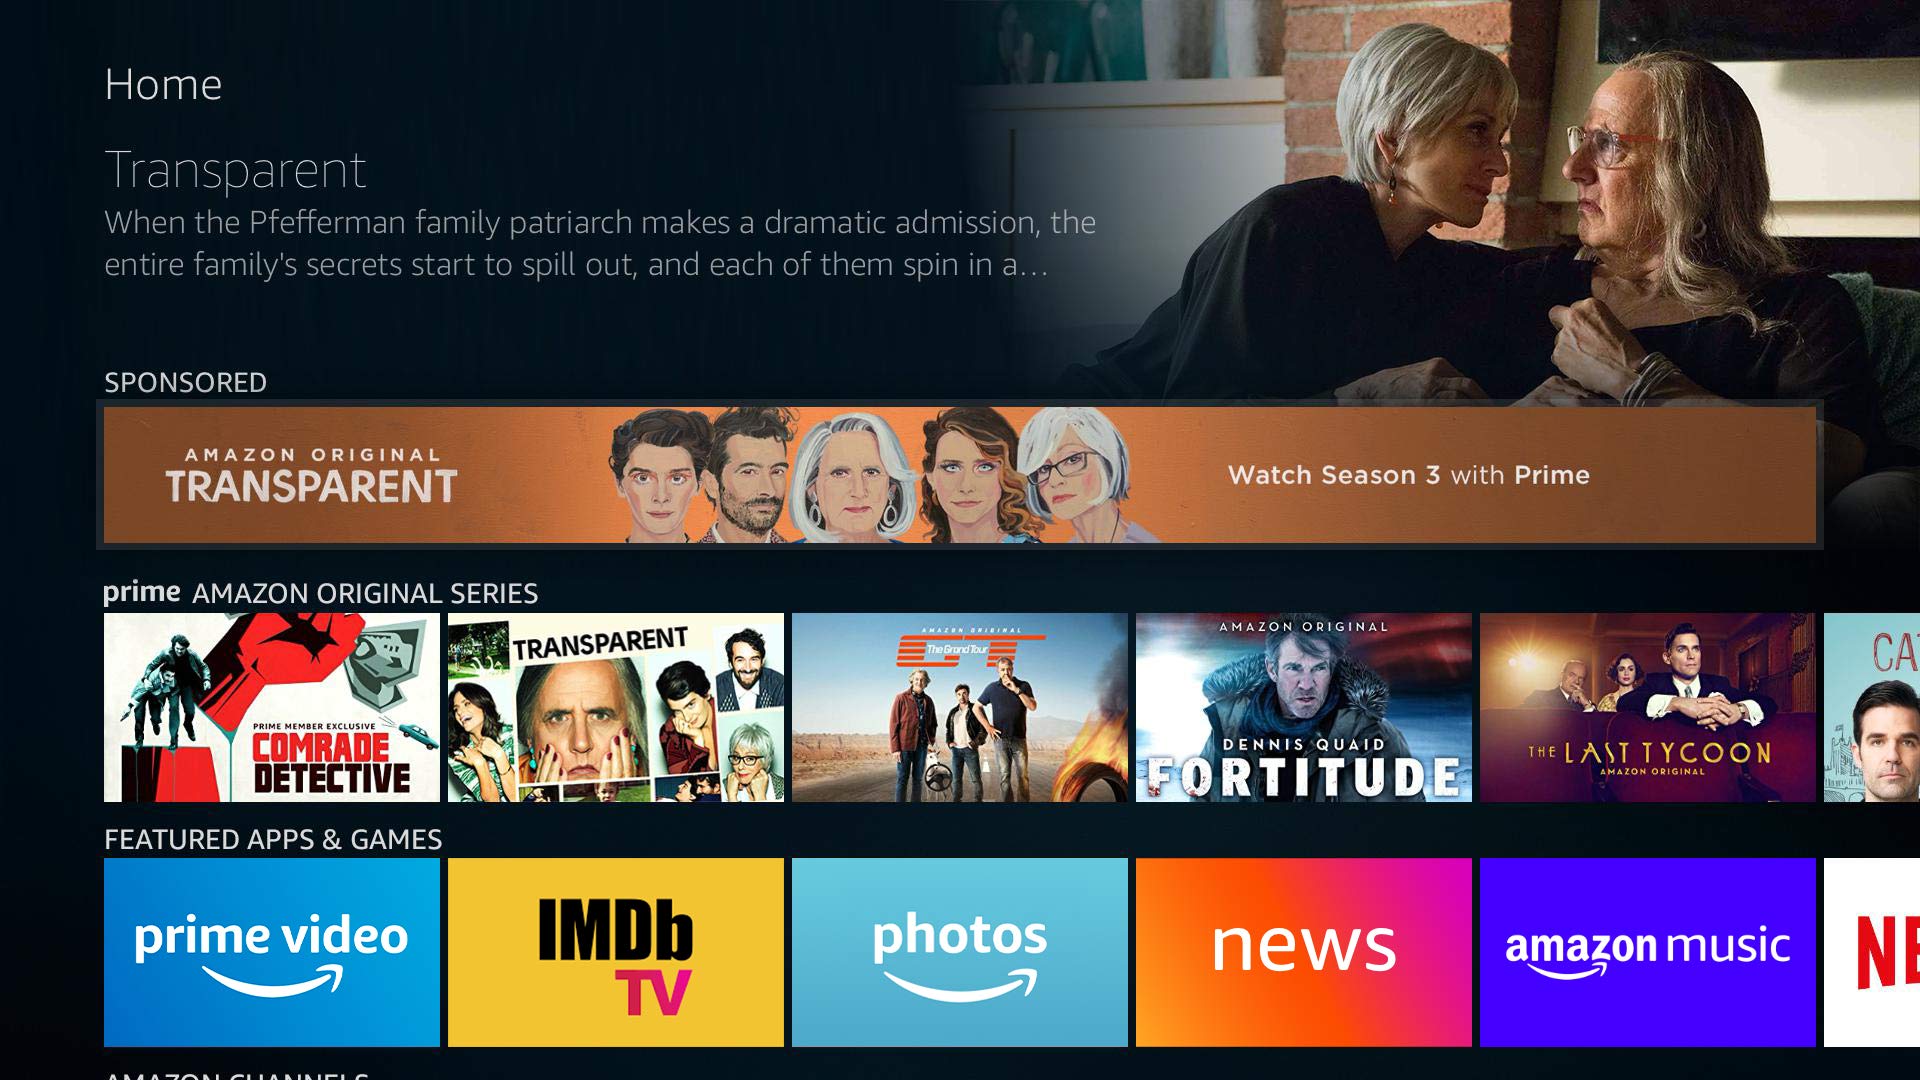 Home
Transparent
When the Pfefferman family patriarch makes a dramatic admission, the
entire family's secrets start to spill out, and each of them spin in a...
SPONSORED
AMAZON ORIGINAL
TRANSPARENT
Watch Season 3 with Prime
prime AMAZON ORIGINAL SERIES
PRIME MEMBER EXCLUSIVE
COMRADE
DETECTIVE
TRANSPARENT
AMAZON ORIGINAL
The Grand Tour
GT
AMAZON ORIGINAL
DENNIS QUAID
FORTITUDE
THE LAST TYCOON
AMAZON ORIGINAL
CA
FEATURED APPS & GAMES
prime video
IMDb
TV
photos
news
amazon music
NE
AMAZON CHANNELS